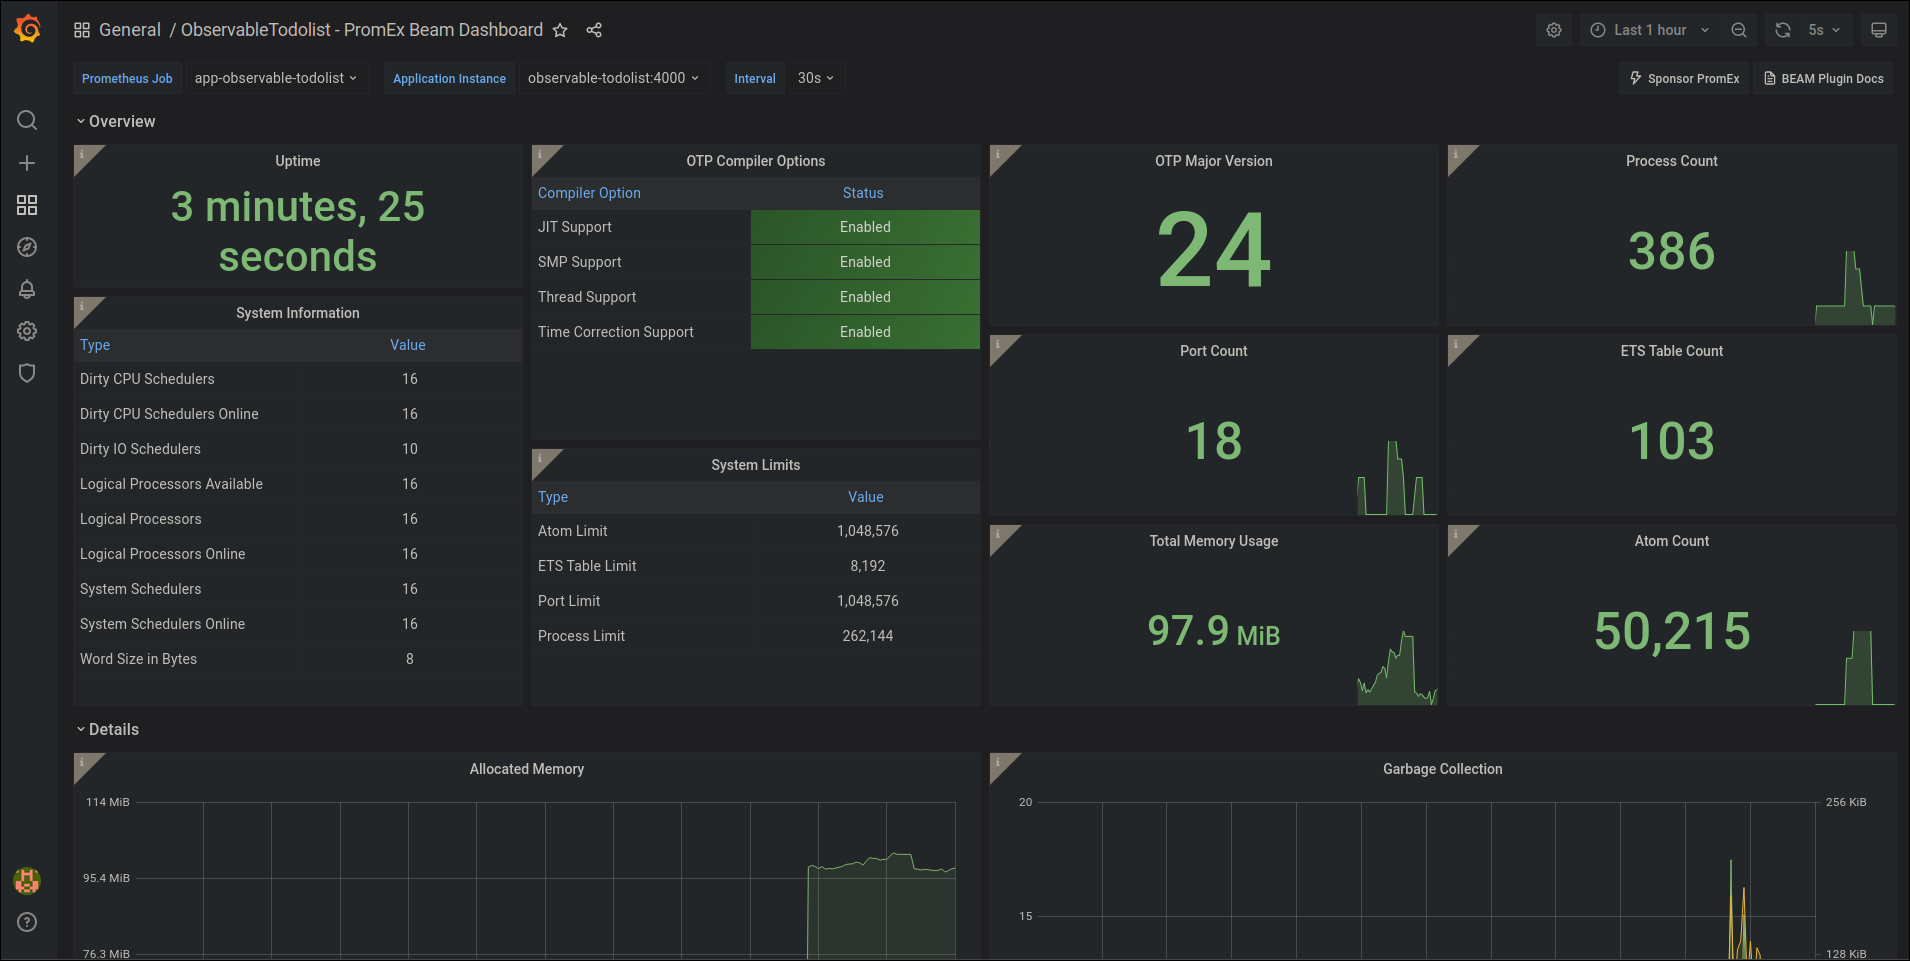 General / ObservableTodolist - PromEx Beam Dashboard
Last 1 hour
5s
Prometheus Job
app-observable-todolist
Application Instance
observable-todolist:4000
Interval
30s
Sponsor PromEx
BEAM Plugin Docs
Overview
Uptime
3 minutes, 25
seconds
System Information
Type Value
Dirty CPU Schedulers 16
Dirty CPU Schedulers Online 16
Dirty IO Schedulers 10
Logical Processors Available 16
Logical Processors 16
Logical Processors Online 16
System Schedulers 16
System Schedulers Online 16
Word Size in Bytes 8
OTP Compiler Options
Compiler Option Status
JIT Support Enabled
SMP Support Enabled
Thread Support Enabled
Time Correction Support Enabled
System Limits
Type Value
Atom Limit 1,048,576
ETS Table Limit 8,192
Port Limit 1,048,576
Process Limit 262,144
OTP Major Version
24
Process Count
386
Port Count
18
ETS Table Count
103
Total Memory Usage
97.9 MiB
Atom Count
50,215
Details
Allocated Memory
114 MiB
95.4 MiB
76.3 MiB
Garbage Collection
20
15
256 KiB
128 KiB